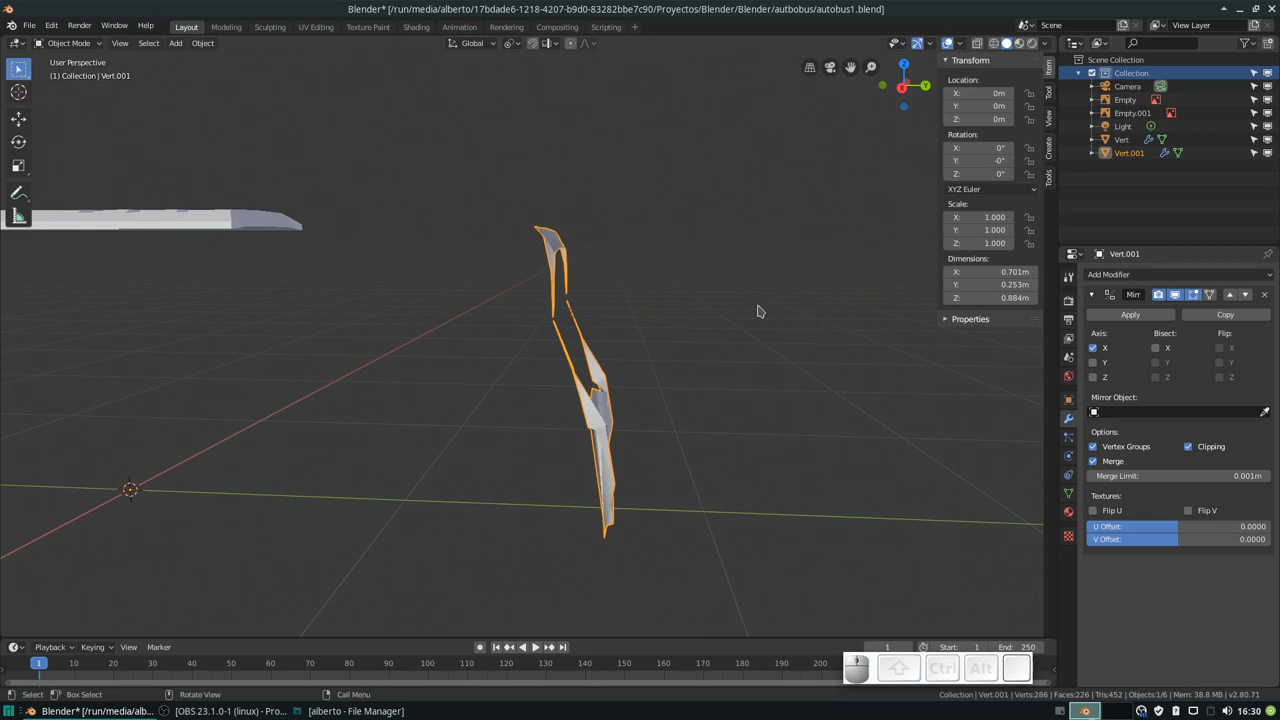 Blender* [/run/media/alberto/17bdade6-1218-4207-b9d0-83282bbe7c90/Proyectos/Blender/Blender/autbobus/autobus1.blend]
File Edit Render Window Help Layout Modeling Sculpting UV Editing Texture Paint Shading Animation Rendering Compositing Scripting + Scene View Layer
Object Mode View Select Add Object Global
User Perspective
(1) Collection | Vert.001
Z
Y
X
Transform
Location:
X: 0m
Y: 0m
Z: 0m
Rotation:
X: 0°
Y: -0°
Z: 0°
XYZ Euler
Scale:
X: 1.000
Y: 1.000
Z: 1.000
Dimensions:
X: 0.701m
Y: 0.253m
Z: 0.884m
Properties
Item
Tool
View
Create
Tools
Scene Collection
Collection
Camera
Empty
Empty.001
Light
Vert
Vert.001
Vert.001
Add Modifier
Mirr
Apply Copy
Axis: Bisect: Flip:
X X X
Y Y Y
Z Z Z
Mirror Object:
Options:
Vertex Groups Clipping
Merge
Merge Limit: 0.001m
Textures:
Flip U Flip V
U Offset: 0.0000
V Offset: 0.0000
Playback Keying View Marker 1 Start: 1 End: 250
1 10 20 30 40 50 60 70 80 90 100 110 120 130 140 150 160 170 180 190 200
Ctrl Alt
Select Box Select Rotate View Call Menu Collection | Vert.001 | Verts:286 | Faces:226 | Tris:452 | Objects:1/6 | Mem: 38.8 MB | v2.80.71
Blender* [/run/media/alb... [OBS 23.1.0-1 (linux) - Pro... [alberto - File Manager] 16:30